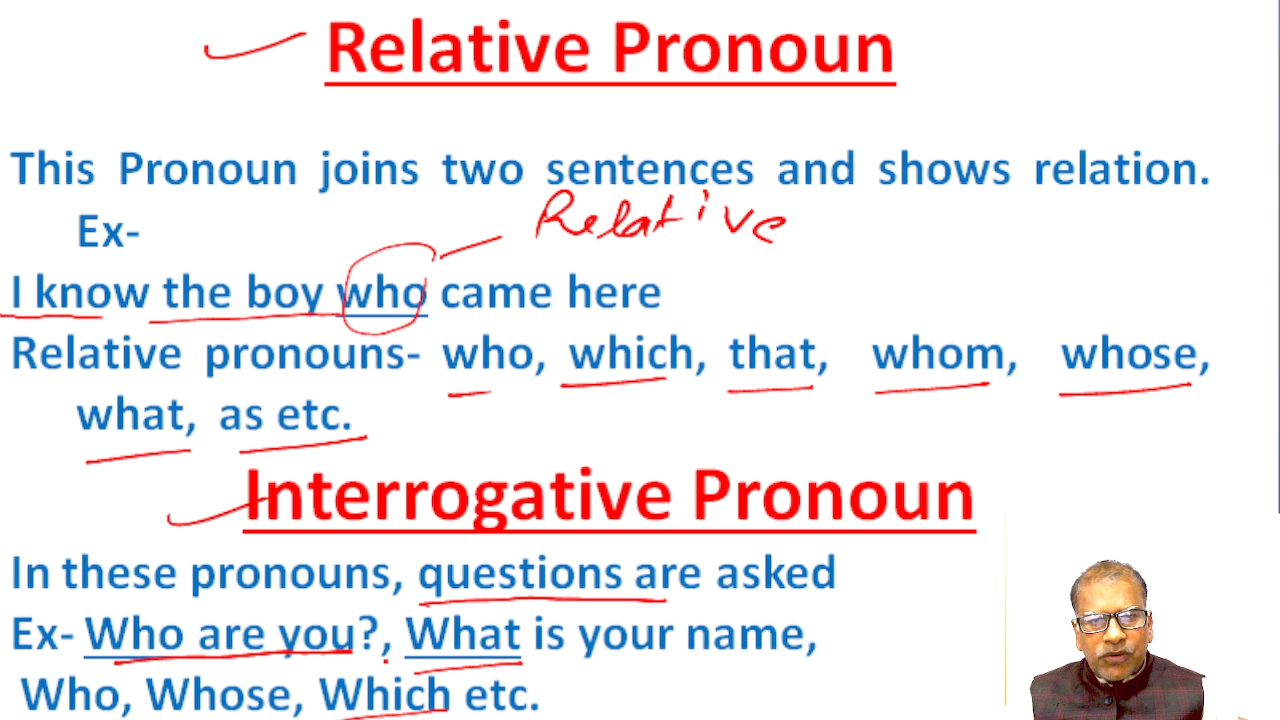 Relative Pronoun
This Pronoun joins two sentences and shows relation.
Ex-
Relative
I know the boy who came here
Relative pronouns- who, which, that, whom, whose,
what, as etc.
Interrogative Pronoun
In these pronouns, questions are asked
Ex- Who are you?, What is your name,
Who, Whose, Which etc.